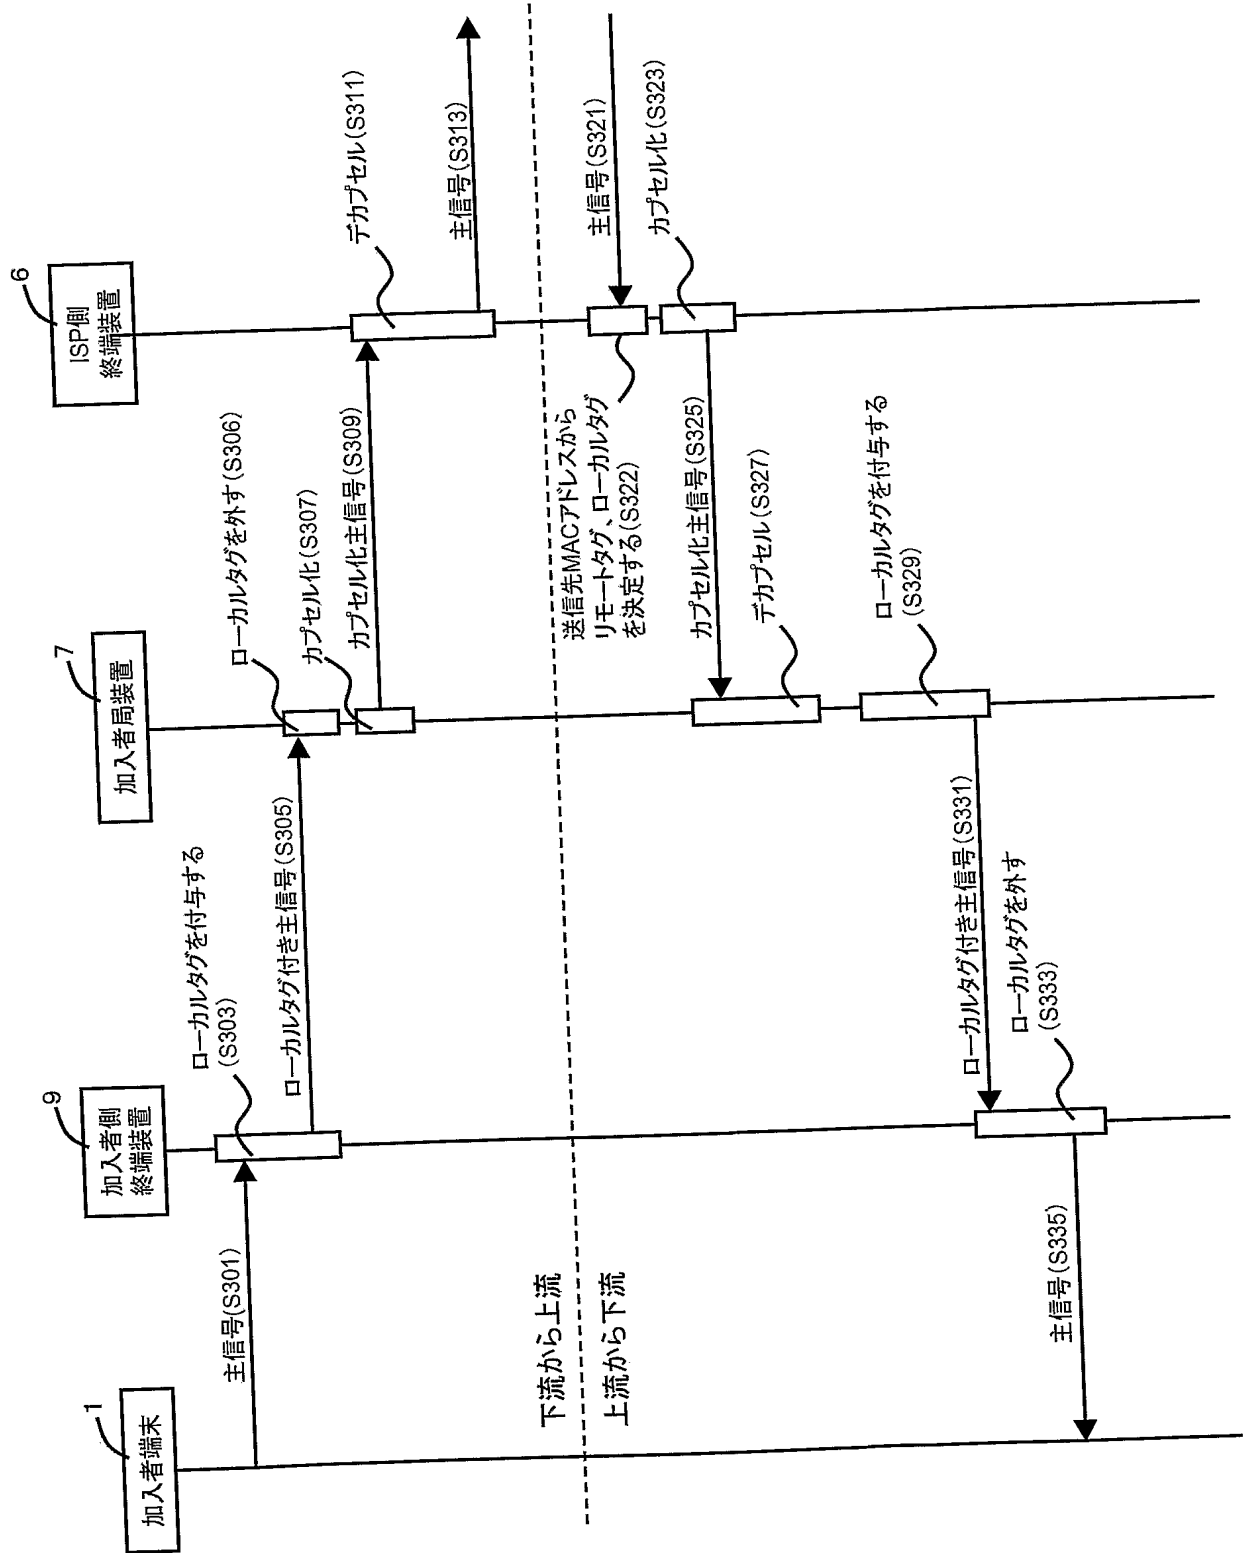 1
加入者端末
9
加入者側
終端装置
7
加入者局装置
6
ISP側
終端装置
主信号(S301)
ローカルタグを付与する
(S303)
ローカルタグ付き主信号(S305)
ローカルタグを外す(S306)
カプセル化(S307)
カプセル化主信号(S309)
デカプセル(S311)
主信号(S313)
下流から上流
上流から下流
主信号(S321)
送信先MACアドレスから
リモートタグ、ローカルタグ
を決定する(S322)
カプセル化(S323)
カプセル化主信号(S325)
デカプセル(S327)
ローカルタグを付与する
(S329)
ローカルタグ付き主信号(S331)
ローカルタグを外す
(S333)
主信号(S335)